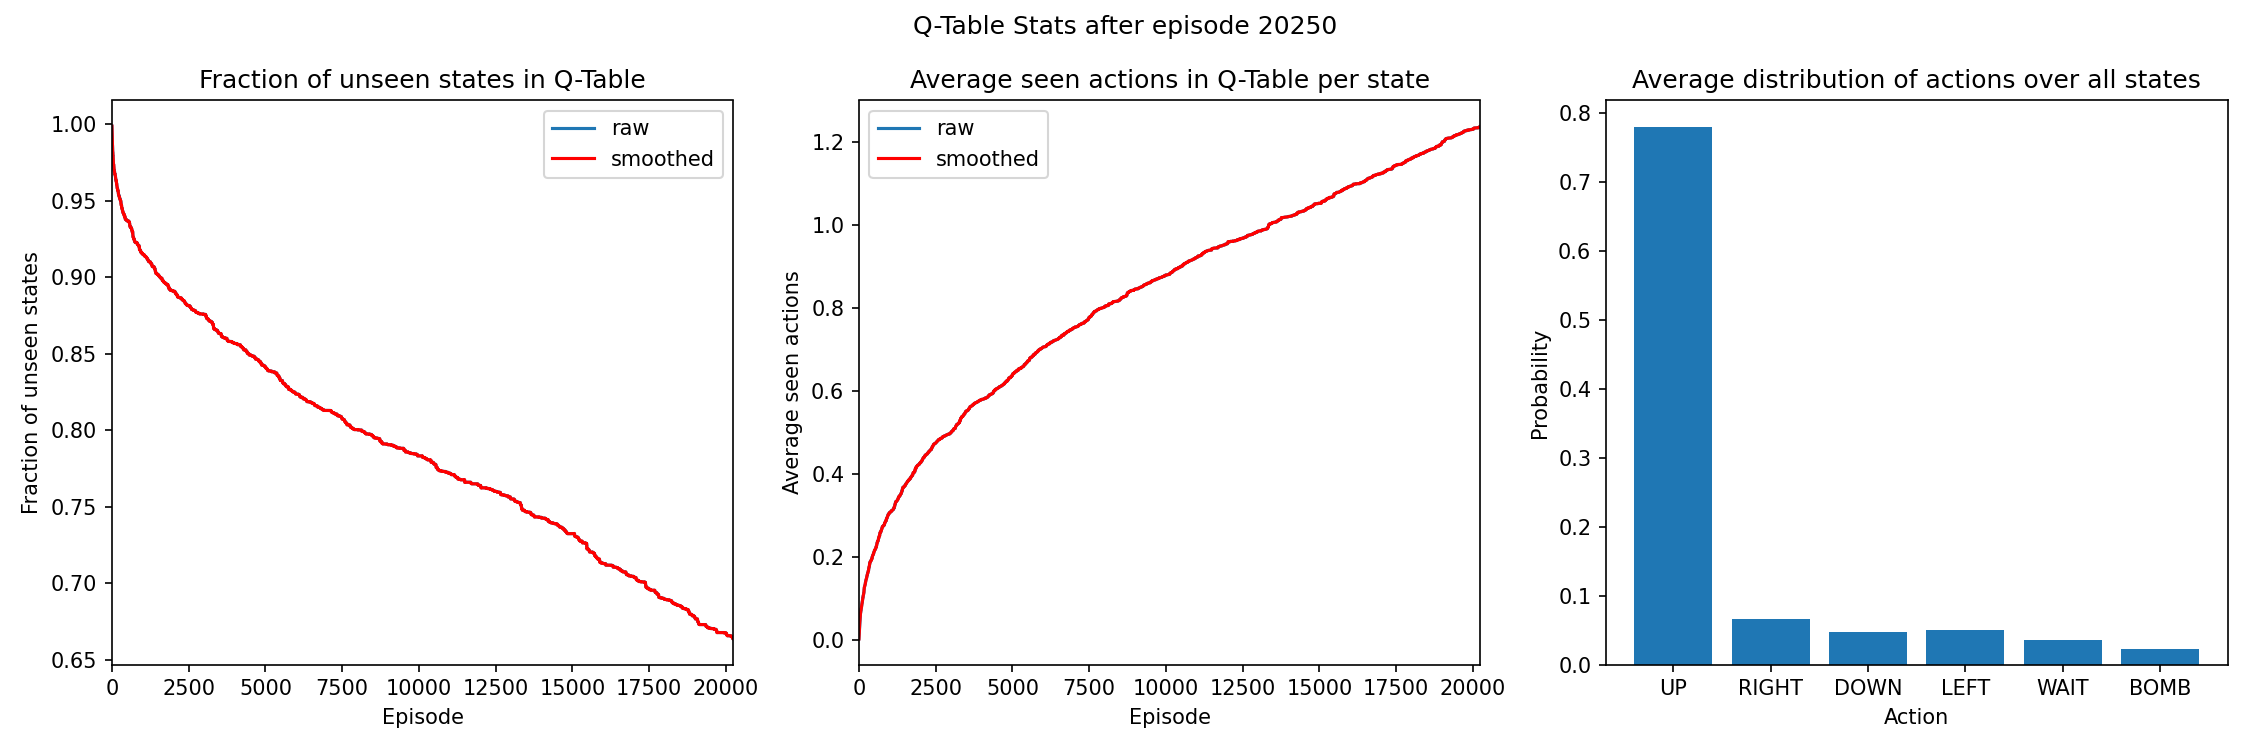 Q-Table Stats after episode 20250
Fraction of unseen states in Q-Table
Fraction of unseen states
1.00
0.95
0.90
0.85
0.80
0.75
0.70
0.65
raw
smoothed
0 2500 5000 7500 10000 12500 15000 17500 20000
Episode
Average seen actions in Q-Table per state
Average seen actions
1.2
1.0
0.8
0.6
0.4
0.2
0.0
raw
smoothed
0 2500 5000 7500 10000 12500 15000 17500 20000
Episode
Average distribution of actions over all states
Probability
0.8
0.7
0.6
0.5
0.4
0.3
0.2
0.1
0.0
UP RIGHT DOWN LEFT WAIT BOMB
Action